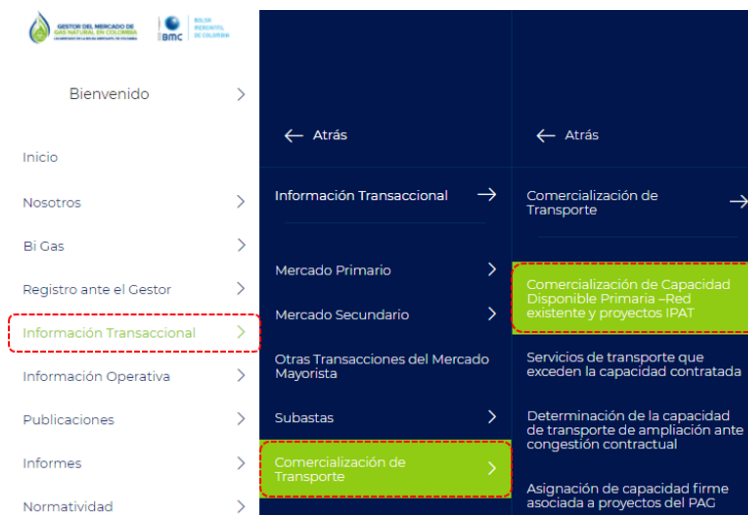 GESTOR DEL MERCADO DE
GAS NATURAL EN COLOMBIA
BMC
BOLSA
MERCANTIL
DE COLOMBIA
Bienvenido
Inicio
Nosotros
Bi Gas
Registro ante el Gestor
Información Transaccional
Información Operativa
Publicaciones
Informes
Normatividad
Atrás
Información Transaccional
Mercado Primario
Mercado Secundario
Otras Transacciones del Mercado
Mayorista
Subastas
Comercialización de
Transporte
Atrás
Comercialización de
Transporte
Comercialización de Capacidad
Disponible Primaria –Red
existente y proyectos IPAT
Servicios de transporte que
exceden la capacidad contratada
Determinación de la capacidad
de transporte de ampliación ante
congestión contractual
Asignación de capacidad firme
asociada a proyectos del PAG